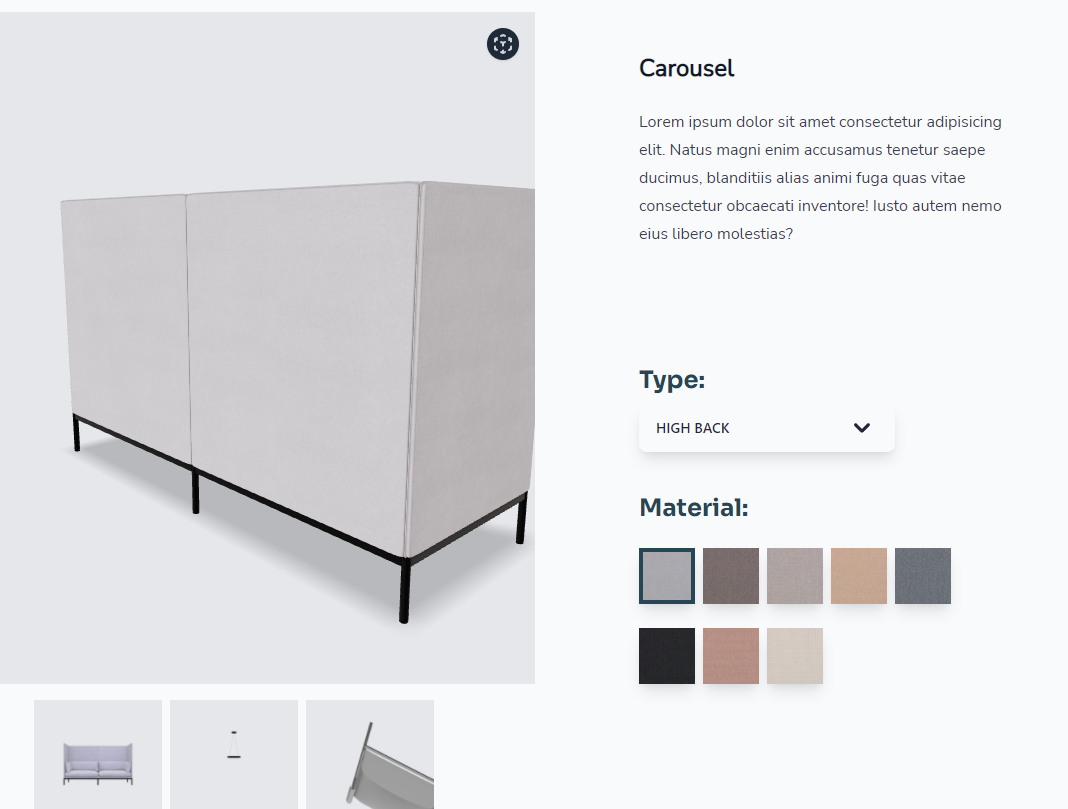 Carousel
Lorem ipsum dolor sit amet consectetur adipisicing
elit. Natus magni enim accusamus tenetur saepe
ducimus, blanditiis alias animi fuga quas vitae
consectetur obcaecati inventore! Iusto autem nemo
eius libero molestias?
Type:
HIGH BACK
Material: